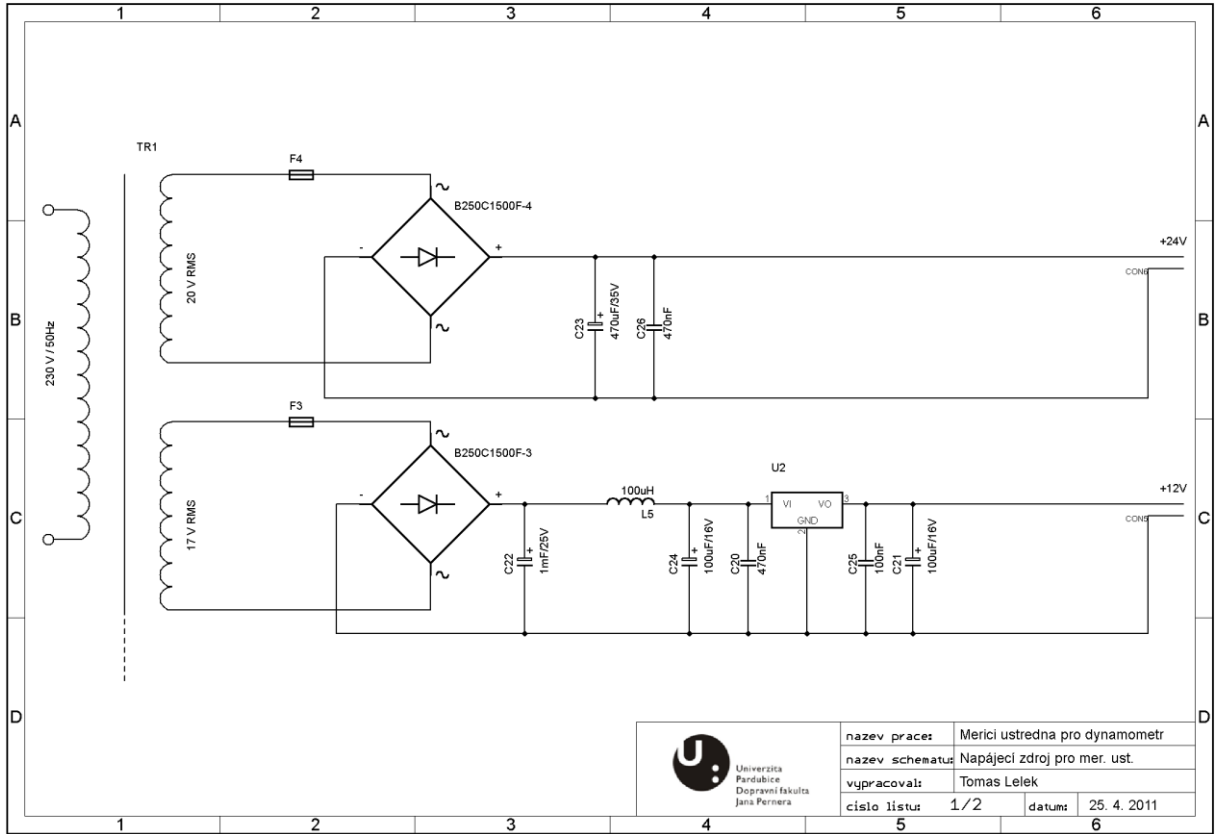 1 2 3 4 5 6
A A
TR1
F4
~
B250C1500F-4
20 V RMS
- +
+24V
CON6
B B
230 V / 50Hz
C23 + 470uF/35V
C26 470nF
~
F3
~
B250C1500F-3
17 V RMS
- +
100uH
L5
U2
1 VI VO 3
GND
2
+12V
CON5
C C
C22 + 1mF/25V
C24 + 100uF/16V
C20 470nF
C25 100nF
C21 + 100uF/16V
~
D D
U:
Univerzita
Pardubice
Dopravní fakulta
Jana Pernera
nazev prace: Merici ustredna pro dynamometr
nazev schematu: Napájecí zdroj pro mer. ust.
vypracoval: Tomas Lelek
cislo listu: 1/2 datum: 25. 4. 2011
1 2 3 4 5 6